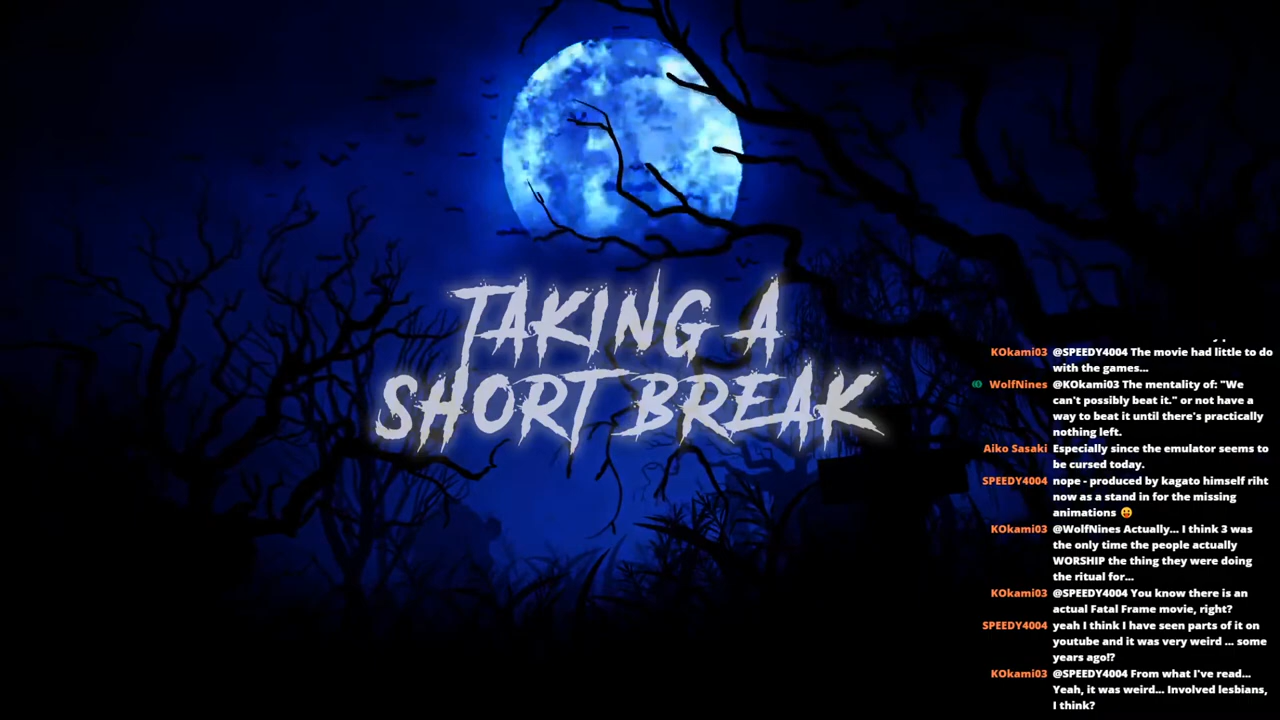 TAKING A
SHORT BREAK
KOkami03 @SPEEDY4004 The movie had little to do
with the games...
WolfNines @KOkami03 The mentality of: "We
can't possibly beat it." or not have a
way to beat it until there's practically
nothing left.
Aiko Sasaki Especially since the emulator seems to
be cursed today.
SPEEDY4004 nope - produced by kagato himself riht
now as a stand in for the missing
animations 😛
KOkami03 @WolfNines Actually... I think 3 was
the only time the people actually
WORSHIP the thing they were doing
the ritual for...
KOkami03 @SPEEDY4004 You know there is an
actual Fatal Frame movie, right?
SPEEDY4004 yeah I think I have seen parts of it on
youtube and it was very weird ... some
years ago!?
KOkami03 @SPEEDY4004 From what I've read...
Yeah, it was weird... Involved lesbians,
I think?